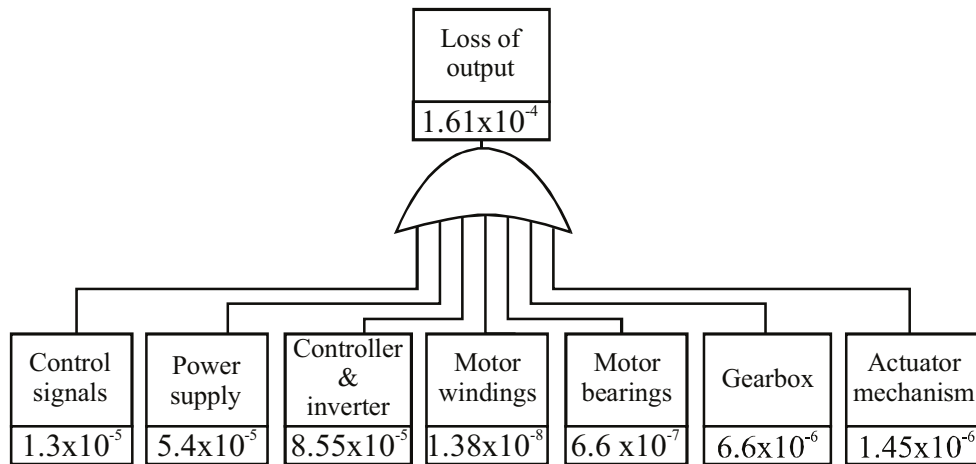 Loss of
output
1.61x10⁻⁴
Control
signals
1.3x10⁻⁵
Power
supply
5.4x10⁻⁵
Controller
&
inverter
8.55x10⁻⁵
Motor
windings
1.38x10⁻⁸
Motor
bearings
6.6 x10⁻⁷
Gearbox
6.6x10⁻⁶
Actuator
mechanism
1.45x10⁻⁶